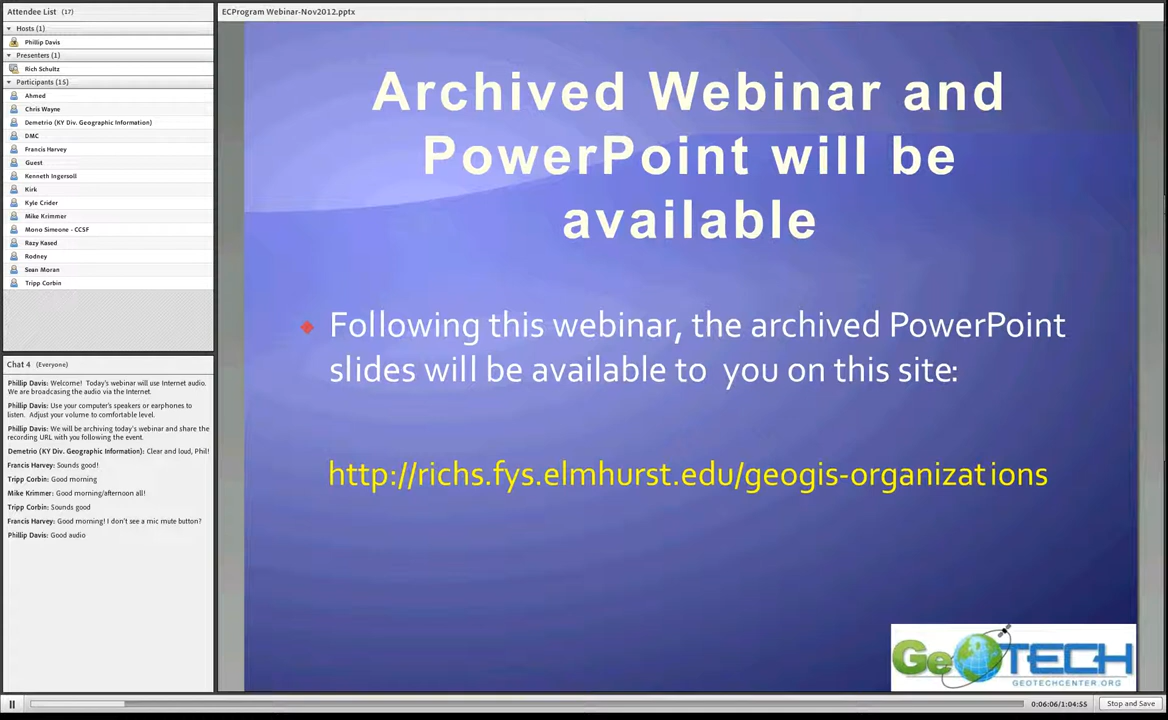 Attendee List (17)
Hosts (1)
Phillip Davis
Presenters (1)
Rich Schultz
Participants (15)
Ahmed
Chris Wayne
Demetrio (KY Div. Geographic Information)
DMC
Francis Harvey
Guest
Kenneth Ingersoll
Kirk
Kyle Crider
Mike Krimmer
Mono Simeone - CCSF
Razy Kased
Rodney
Sean Moran
Tripp Corbin
Chat 4 (Everyone)
Phillip Davis: Welcome! Today's webinar will use Internet audio.
We are broadcasting the audio via the Internet.
Phillip Davis: Use your computer's speakers or earphones to
listen. Adjust your volume to comfortable level.
Phillip Davis: We will be archiving today's webinar and share the
recording URL with you following the event.
Demetrio (KY Div. Geographic Information): Clear and loud, Phil!
Francis Harvey: Sounds good!
Tripp Corbin: Good morning
Mike Krimmer: Good morning/afternoon all!
Tripp Corbin: Sounds good
Francis Harvey: Good morning! I don't see a mic mute button?
Phillip Davis: Good audio
ECProgram Webinar-Nov2012.pptx
Archived Webinar and
PowerPoint will be
available
Following this webinar, the archived PowerPoint
slides will be available to you on this site:
http://richs.fys.elmhurst.edu/geogis-organizations
GeoTECH
GEOTECHCENTER.ORG
0:06:06/1:04:55
Stop and Save